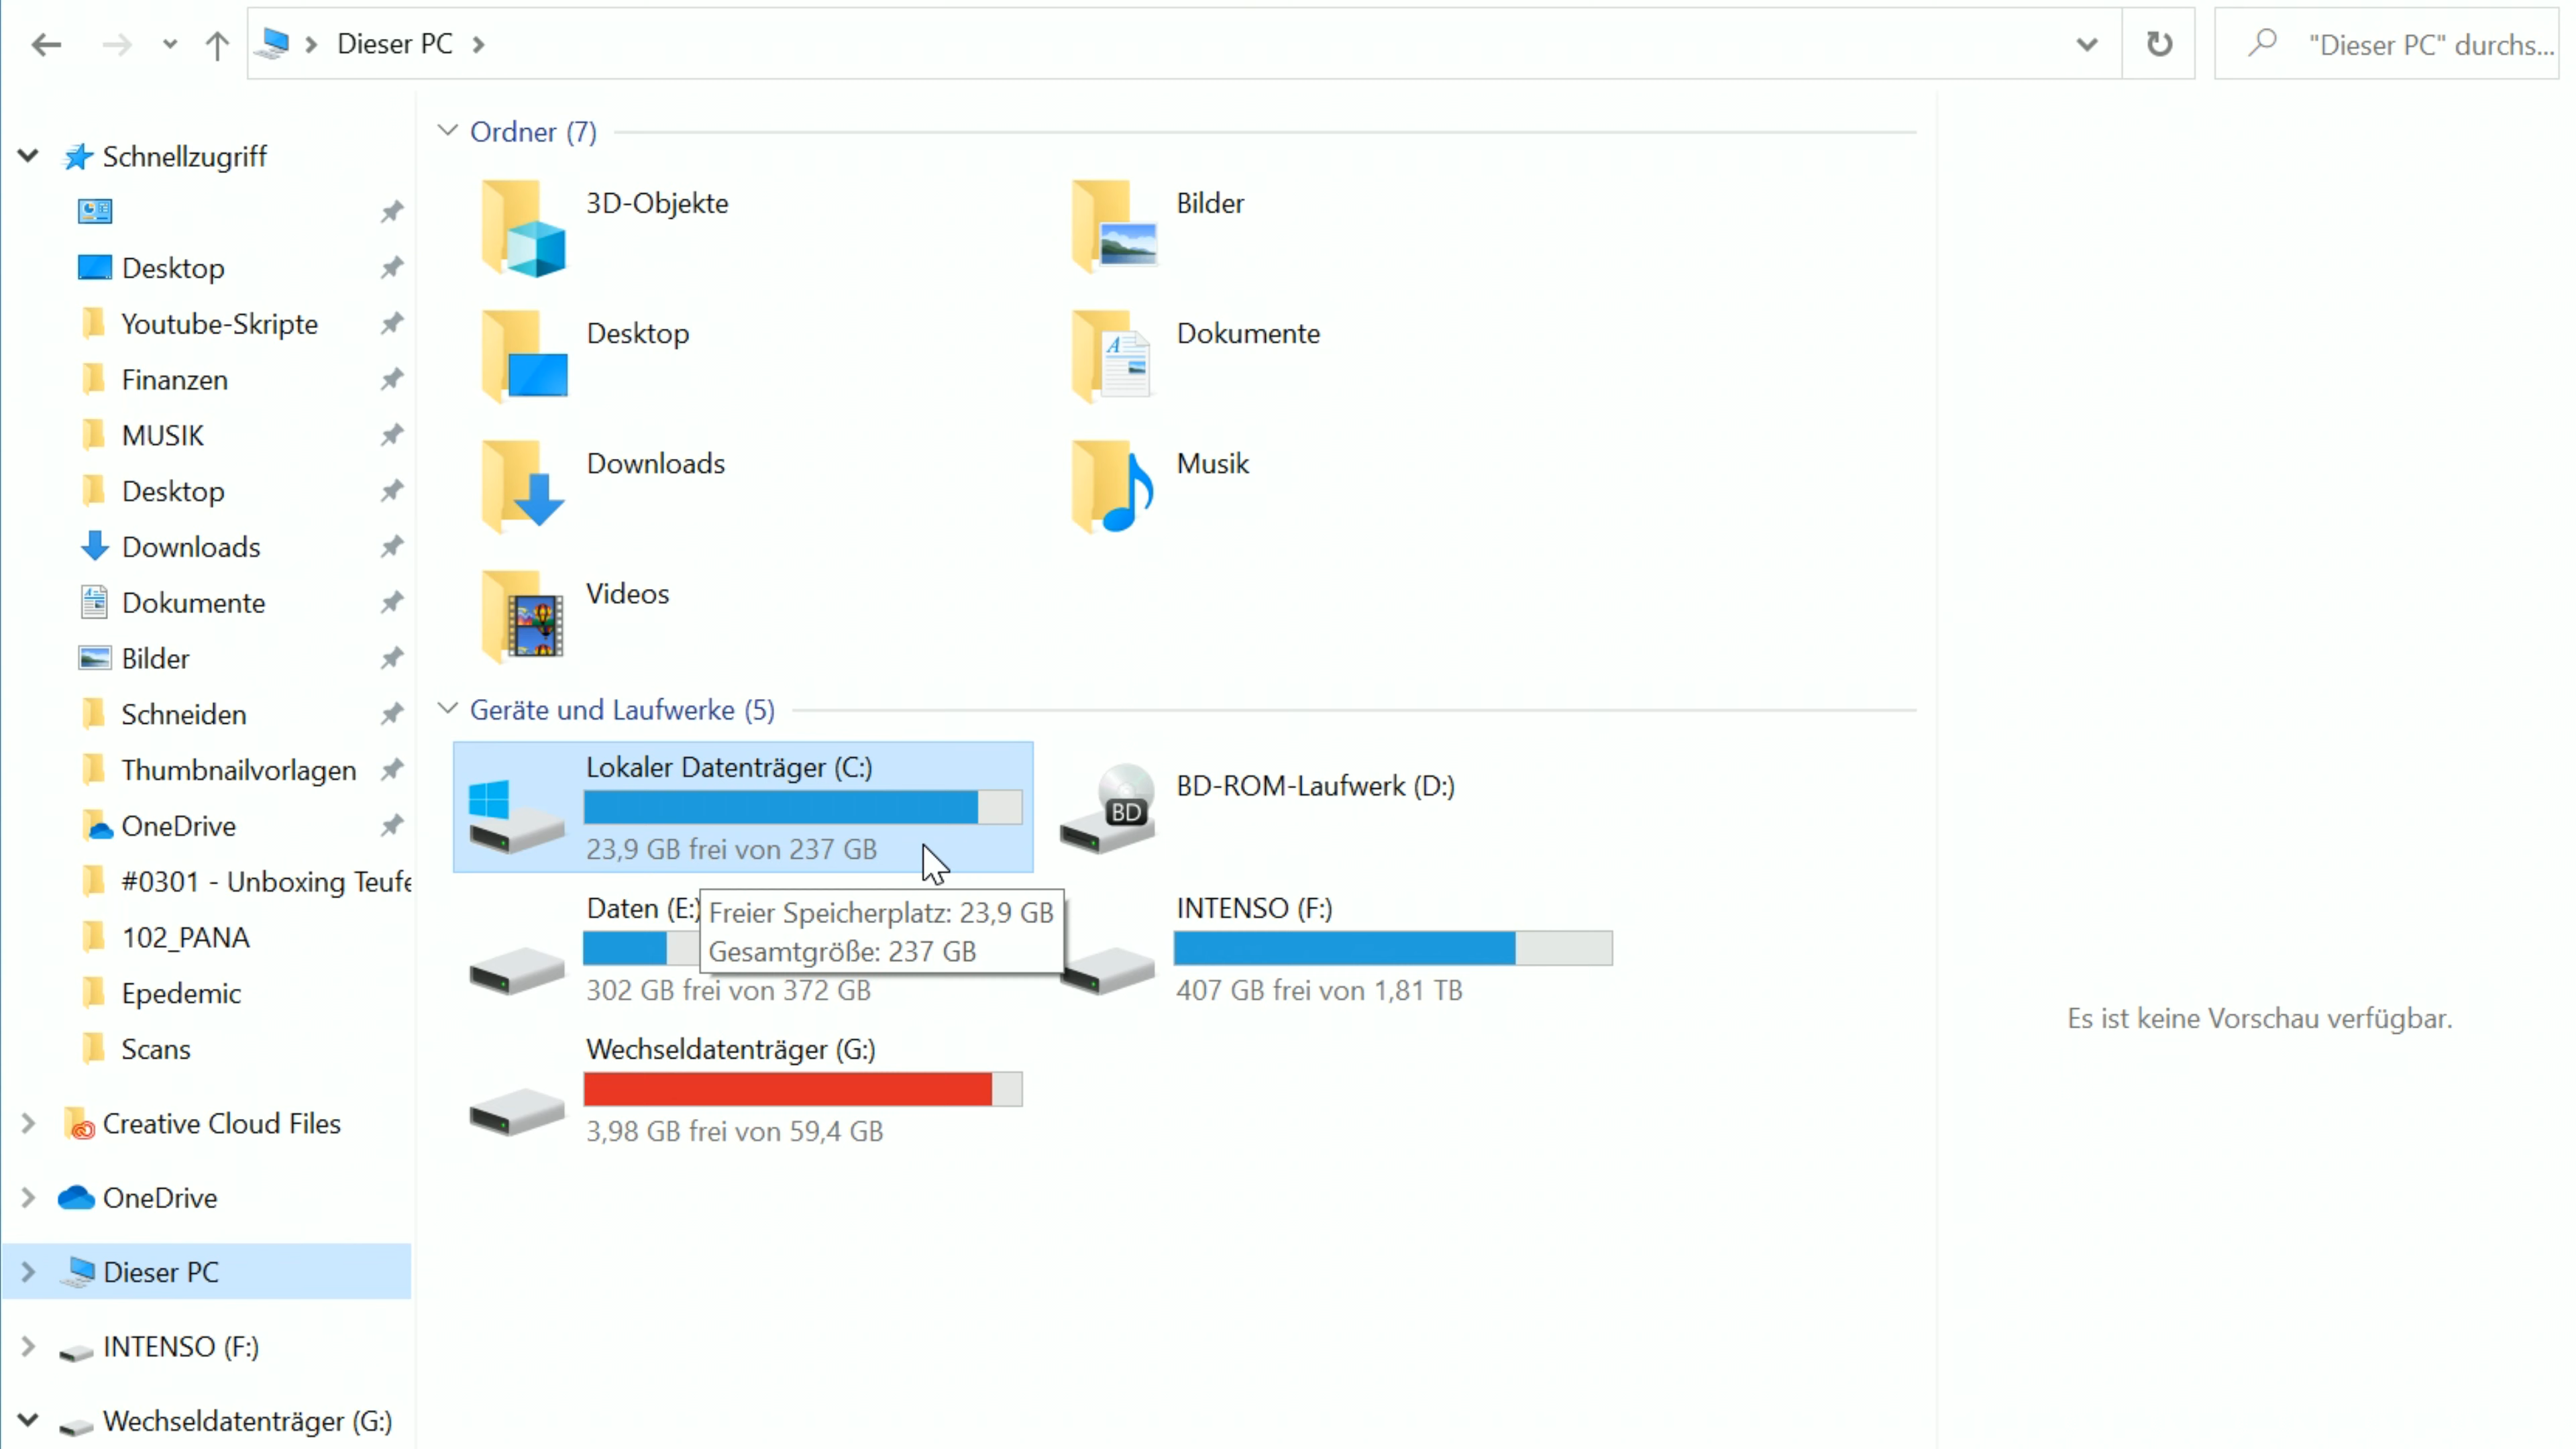 Dieser PC
"Dieser PC" durchs...
Schnellzugriff
Desktop
Youtube-Skripte
Finanzen
MUSIK
Desktop
Downloads
Dokumente
Bilder
Schneiden
Thumbnailvorlagen
OneDrive
#0301 - Unboxing Teufe
102_PANA
Epedemic
Scans
Creative Cloud Files
OneDrive
Dieser PC
INTENSO (F:)
Wechseldatenträger (G:)
Ordner (7)
3D-Objekte
Bilder
Desktop
Dokumente
Downloads
Musik
Videos
Geräte und Laufwerke (5)
Lokaler Datenträger (C:)
23,9 GB frei von 237 GB
BD-ROM-Laufwerk (D:)
BD
Daten (E:)
302 GB frei von 372 GB
Freier Speicherplatz: 23,9 GB
Gesamtgröße: 237 GB
INTENSO (F:)
407 GB frei von 1,81 TB
Wechseldatenträger (G:)
3,98 GB frei von 59,4 GB
Es ist keine Vorschau verfügbar.